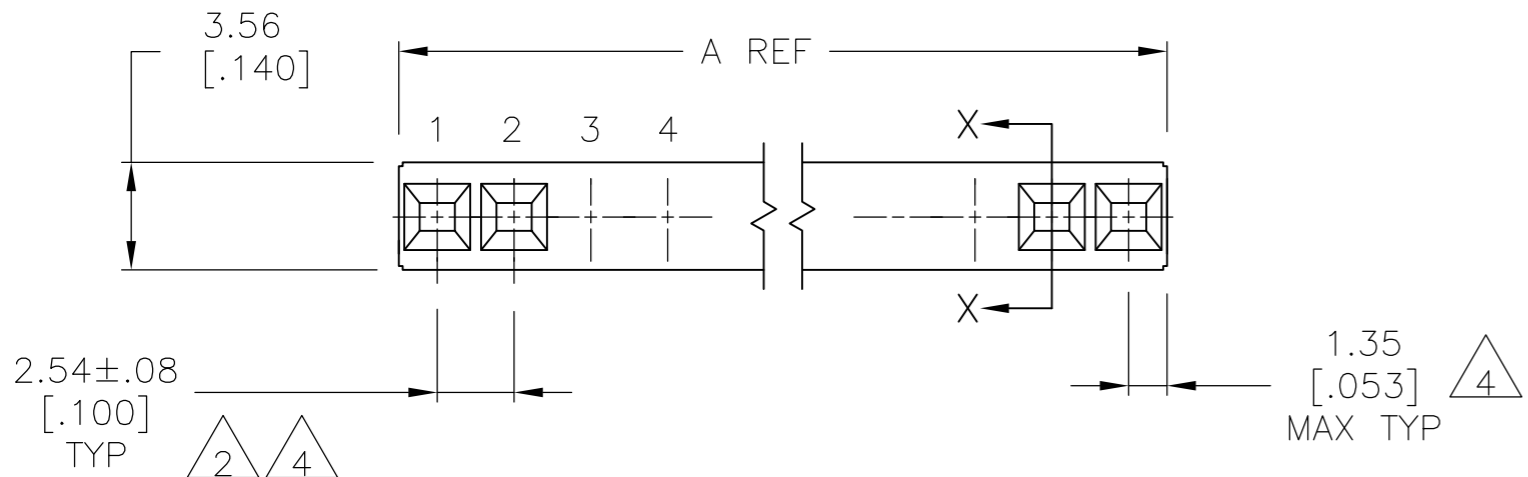 3.56
[.140]
A REF
1 2 3 4
X
X
2.54±.08
[.100]
TYP
2 4
1.35
[.053]
MAX TYP
4